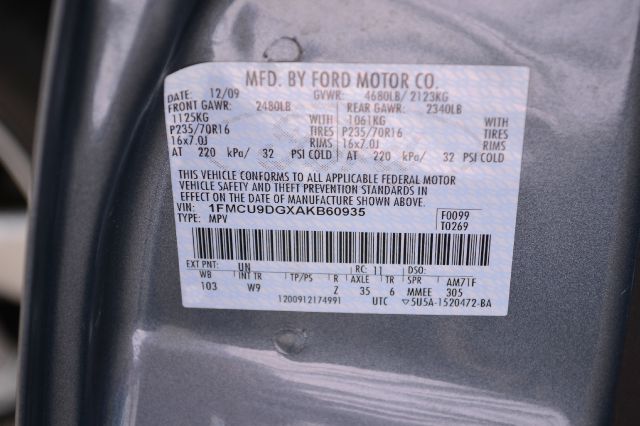 MFD. BY FORD MOTOR CO.
DATE: 12/09 GVWR: 4680LB/ 2123KG
FRONT GAWR: 2480LB REAR GAWR: 2340LB
1125KG WITH 1061KG WITH
P235/70R16 TIRES P235/70R16 TIRES
16x7.0J RIMS 16x7.0J RIMS
AT 220 kPa/ 32 PSI COLD AT 220 kPa/ 32 PSI COLD
THIS VEHICLE CONFORMS TO ALL APPLICABLE FEDERAL MOTOR
VEHICLE SAFETY AND THEFT PREVENTION STANDARDS IN
EFFECT ON THE DATE OF MANUFACTURE SHOWN ABOVE.
VIN: 1FMCU9DGXAKB60935 F0099
TYPE: MPV T0269
EXT PNT: UN RC: 11 DSO:
WB INT TR TP/PS R AXLE TR SPR AM71F
103 W9 Z 35 6 MMEE 305
1200912174991 UTC ▽5U5A-1520472-BA